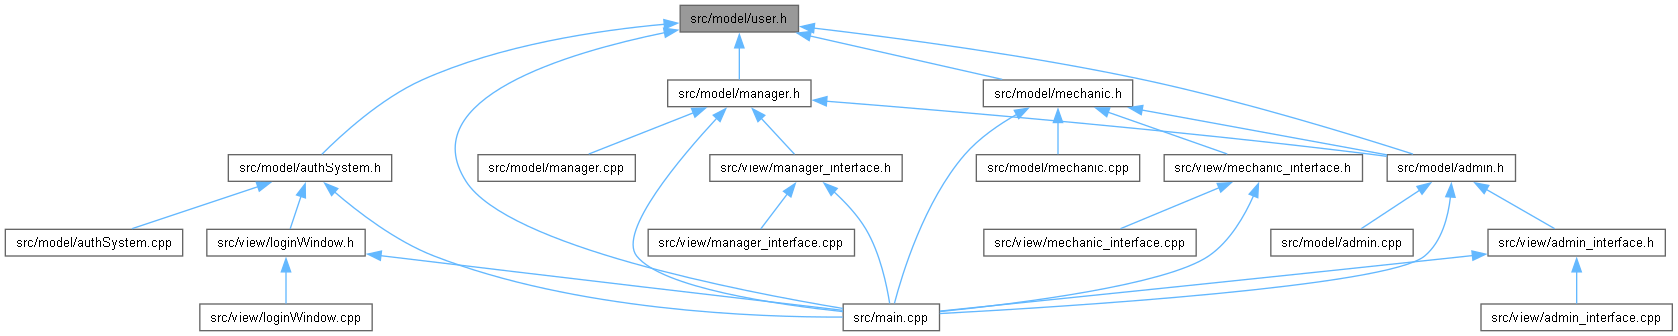 src/model/user.h
src/model/manager.h
src/model/mechanic.h
src/model/authSystem.h
src/model/manager.cpp
src/view/manager_interface.h
src/model/mechanic.cpp
src/view/mechanic_interface.h
src/model/admin.h
src/model/authSystem.cpp
src/view/loginWindow.h
src/view/manager_interface.cpp
src/view/mechanic_interface.cpp
src/model/admin.cpp
src/view/admin_interface.h
src/view/loginWindow.cpp
src/main.cpp
src/view/admin_interface.cpp